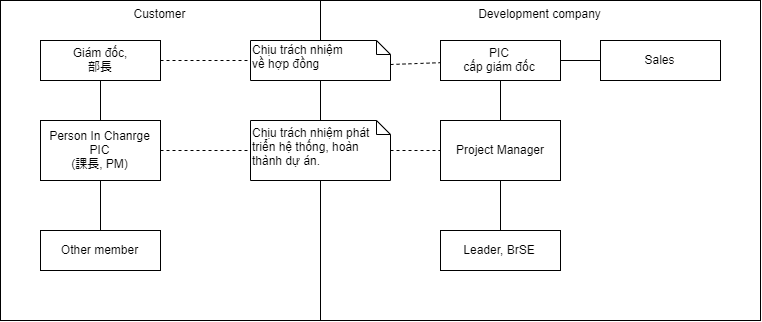 Customer
Development company
Giám đốc,
部長
Chịu trách nhiệm
về hợp đồng
PIC
cấp giám đốc
Sales
Person In Chanrge
PIC
(課長, PM)
Chịu trách nhiệm phát
triển hệ thống, hoàn
thành dự án.
Project Manager
Other member
Leader, BrSE